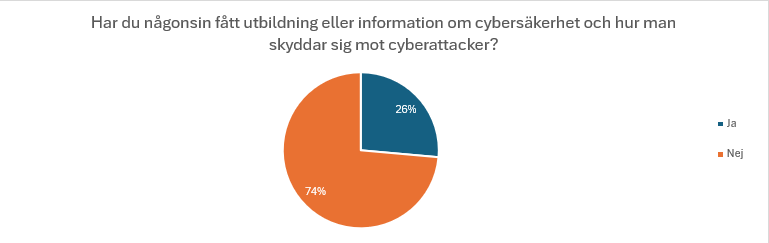 Har du någonsin fått utbildning eller information om cybersäkerhet och hur man
skyddar sig mot cyberattacker?
26%
74%
Ja
Nej